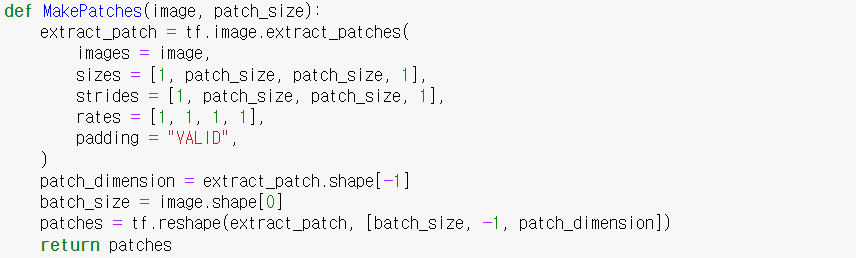 def MakePatches(image, patch_size):
    extract_patch = tf.image.extract_patches(
        images = image,
        sizes = [1, patch_size, patch_size, 1],
        strides = [1, patch_size, patch_size, 1],
        rates = [1, 1, 1, 1],
        padding = "VALID",
    )
    patch_dimension = extract_patch.shape[-1]
    batch_size = image.shape[0]
    patches = tf.reshape(extract_patch, [batch_size, -1, patch_dimension])
    return patches